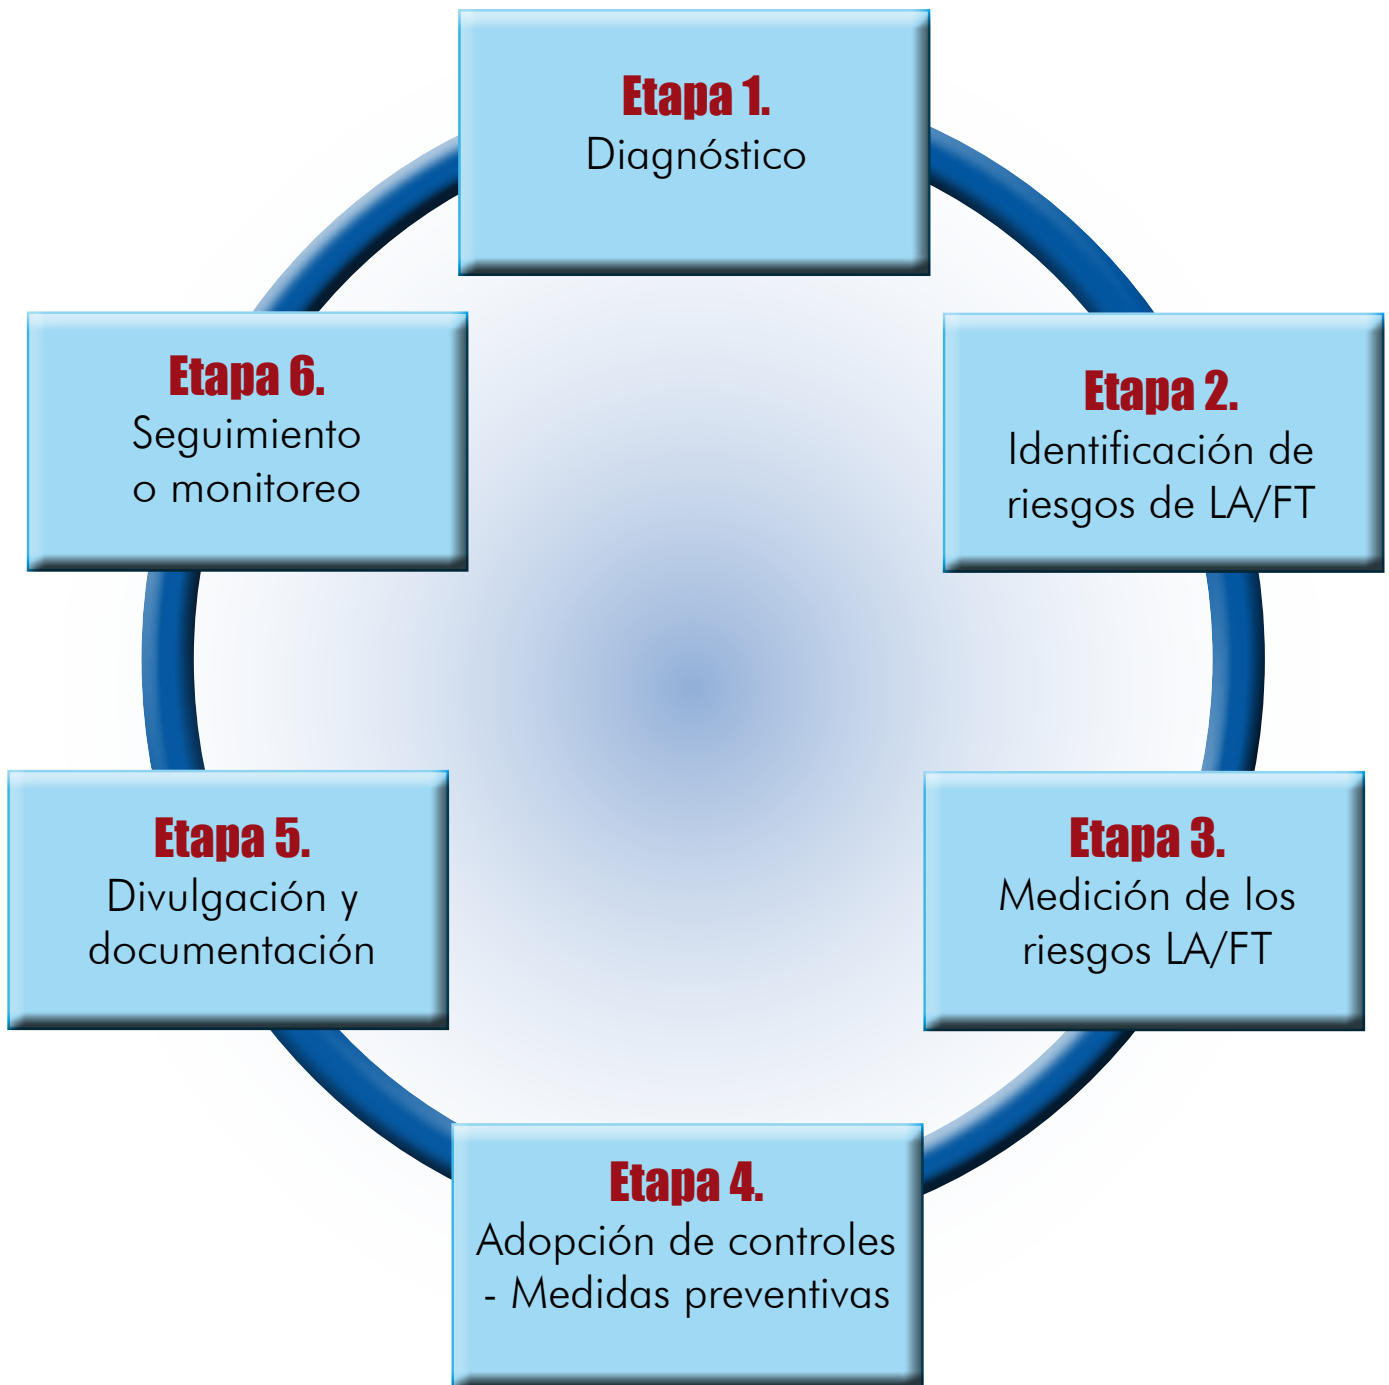 Etapa 1.
Diagnóstico
Etapa 2.
Identificación de
riesgos de LA/FT
Etapa 3.
Medición de los
riesgos LA/FT
Etapa 4.
Adopción de controles
- Medidas preventivas
Etapa 5.
Divulgación y
documentación
Etapa 6.
Seguimiento
o monitoreo